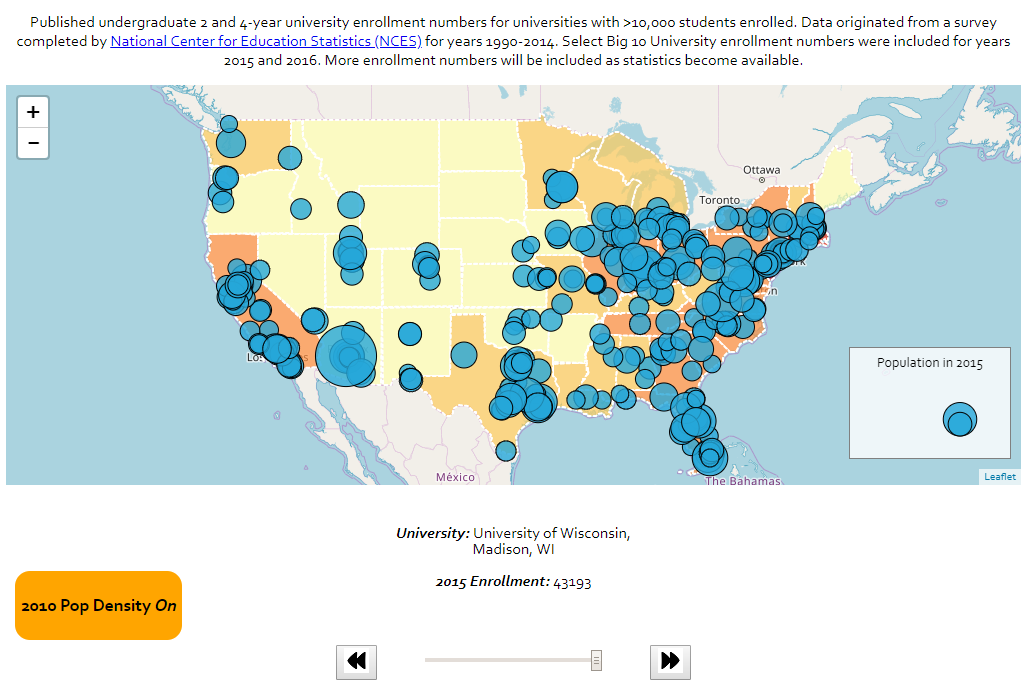 Published undergraduate 2 and 4-year university enrollment numbers for universities with >10,000 students enrolled. Data originated from a survey
completed by National Center for Education Statistics (NCES) for years 1990-2014. Select Big 10 University enrollment numbers were included for years
2015 and 2016. More enrollment numbers will be included as statistics become available.
+
−
Ottawa
Toronto
Population in 2015
México
The Bahamas
Leaflet
University: University of Wisconsin,
Madison, WI
2015 Enrollment: 43193
2010 Pop Density On